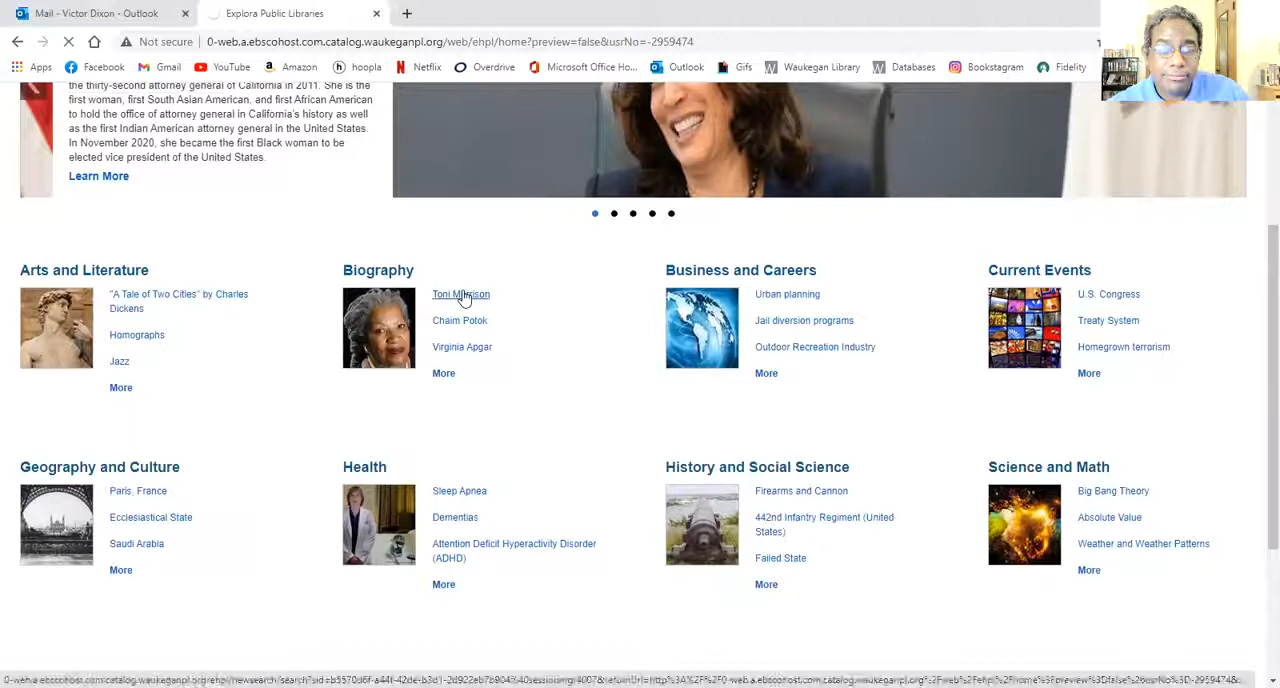 Mail - Victor Dixon - Outlook
Explora Public Libraries
Not secure
0-web.a.ebscohost.com.catalog.waukeganpl.org/web/ehpl/home?preview=false&usrNo=-2959474
Apps
Facebook
Gmail
YouTube
Amazon
hoopla
Netflix
Overdrive
Microsoft Office Ho...
Outlook
Gifs
Waukegan Library
Databases
Bookstagram
Fidelity
the thirty-second attorney general of California in 2011. She is the
first woman, first South Asian American, and first African American
to hold the office of attorney general in California's history as well
as the first Indian American attorney general in the United States.
In November 2020, she became the first Black woman to be
elected vice president of the United States.
Learn More
Arts and Literature
"A Tale of Two Cities" by Charles
Dickens
Homographs
Jazz
More
Biography
Toni Morrison
Chaim Potok
Virginia Apgar
More
Business and Careers
Urban planning
Jail diversion programs
Outdoor Recreation Industry
More
Current Events
U.S. Congress
Treaty System
Homegrown terrorism
More
Geography and Culture
Paris, France
Ecclesiastical State
Saudi Arabia
More
Health
Sleep Apnea
Dementias
Attention Deficit Hyperactivity Disorder
(ADHD)
More
History and Social Science
Firearms and Cannon
442nd Infantry Regiment (United
States)
Failed State
More
Science and Math
Big Bang Theory
Absolute Value
Weather and Weather Patterns
More